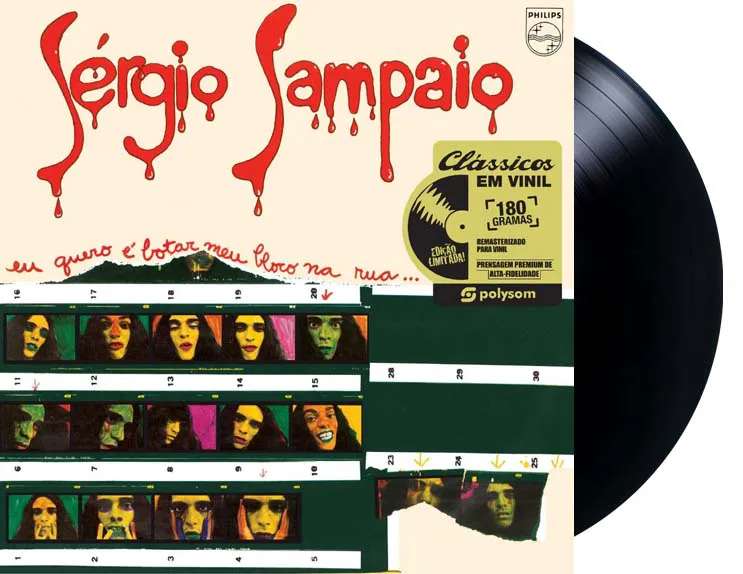 Sérgio Sampaio
PHILIPS
Clássicos
EM VINIL
180
GRAMAS
EDIÇÃO
LIMITADA!
REMASTERIZADO
PARA VINIL
PRENSAGEM PREMIUM DE
ALTA-FIDELIDADE
polysom
eu quero é botar meu bloco na rua...
16 17 18 19 20
11 12 13 14 15
28 29 30
6 7 8 9 10
23 24 25
1 2 3 4 5